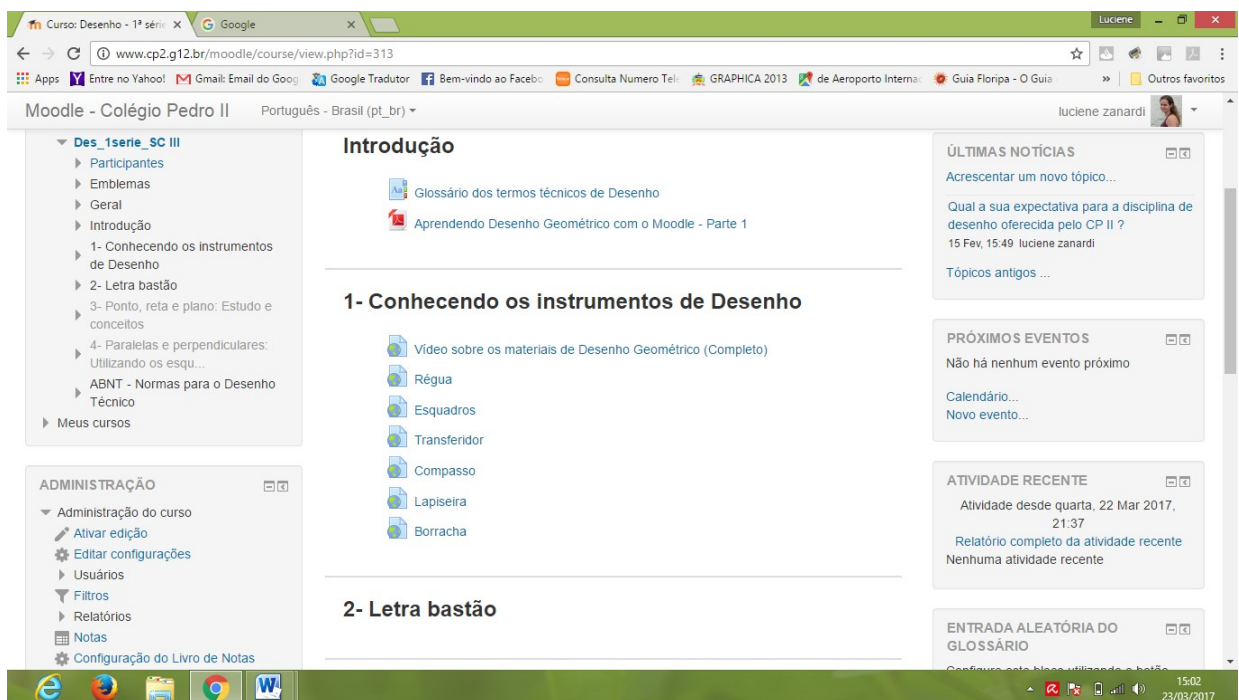 Curso: Desenho - 1ª série
Google
Luciene
www.cp2.g12.br/moodle/course/view.php?id=313
Apps
Entre no Yahoo!
Gmail: Email do Goog
Google Tradutor
Bem-vindo ao Facebo
Consulta Numero Tel
GRAPHICA 2013
de Aeroporto Internac
Guia Floripa - O Guia
»
Outros favoritos
Moodle - Colégio Pedro II
Português - Brasil (pt_br)
luciene zanardi
Des_1serie_SC III
Participantes
Emblemas
Geral
Introdução
1- Conhecendo os instrumentos
de Desenho
2- Letra bastão
3- Ponto, reta e plano: Estudo e
conceitos
4- Paralelas e perpendiculares:
Utilizando os esqu...
ABNT - Normas para o Desenho
Técnico
Meus cursos
ADMINISTRAÇÃO
Administração do curso
Ativar edição
Editar configurações
Usuários
Filtros
Relatórios
Notas
Configuração do Livro de Notas
Introdução
Glossário dos termos técnicos de Desenho
Aprendendo Desenho Geométrico com o Moodle - Parte 1
1- Conhecendo os instrumentos de Desenho
Vídeo sobre os materiais de Desenho Geométrico (Completo)
Régua
Esquadros
Transferidor
Compasso
Lapiseira
Borracha
2- Letra bastão
ÚLTIMAS NOTÍCIAS
Acrescentar um novo tópico...
Qual a sua expectativa para a disciplina de
desenho oferecida pelo CP II ?
15 Fev, 15:49 luciene zanardi
Tópicos antigos ...
PRÓXIMOS EVENTOS
Não há nenhum evento próximo
Calendário...
Novo evento...
ATIVIDADE RECENTE
Atividade desde quarta, 22 Mar 2017,
21:37
Relatório completo da atividade recente
Nenhuma atividade recente
ENTRADA ALEATÓRIA DO
GLOSSÁRIO
Configure este bloco utilizando o botão
15:02
23/03/2017